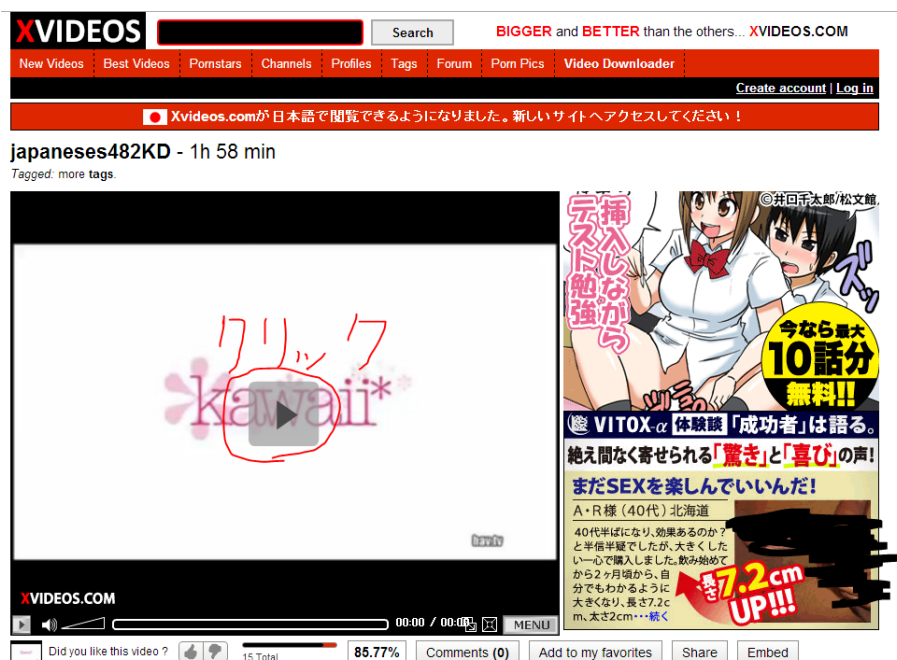 XVIDEOS
Search
BIGGER and BETTER than the others... XVIDEOS.COM
New Videos Best Videos Pornstars Channels Profiles Tags Forum Porn Pics Video Downloader
Create account | Log in
Xvideos.comが日本語で閲覧できるようになりました。新しいサイトへアクセスしてください！
japaneses482KD - 1h 58 min
Tagged: more tags.
クリック
kawaii*
XVIDEOS.COM
00:00 / 00:00
MENU
Did you like this video ?
15 Total
85.77%
Comments (0)
Add to my favorites
Share
Embed
©井口千太郎/松文館
挿入しながら
テスト勉強
今なら最大
10話分
無料!!
VITOX-α 体験談「成功者」は語る。
絶え間なく寄せられる「驚き」と「喜び」の声!
まだSEXを楽しんでいいんだ!
A・R様（40代）北海道
40代半ばになり、効果あるのか?
と半信半疑でしたが、大きくした
い一心で購入しました。飲み始めて
から2ヶ月頃から、自
分でもわかるように
大きくなり、長さ7.2c
m、太さ2cm・・・続く
長さ7.2cm
UP!!!